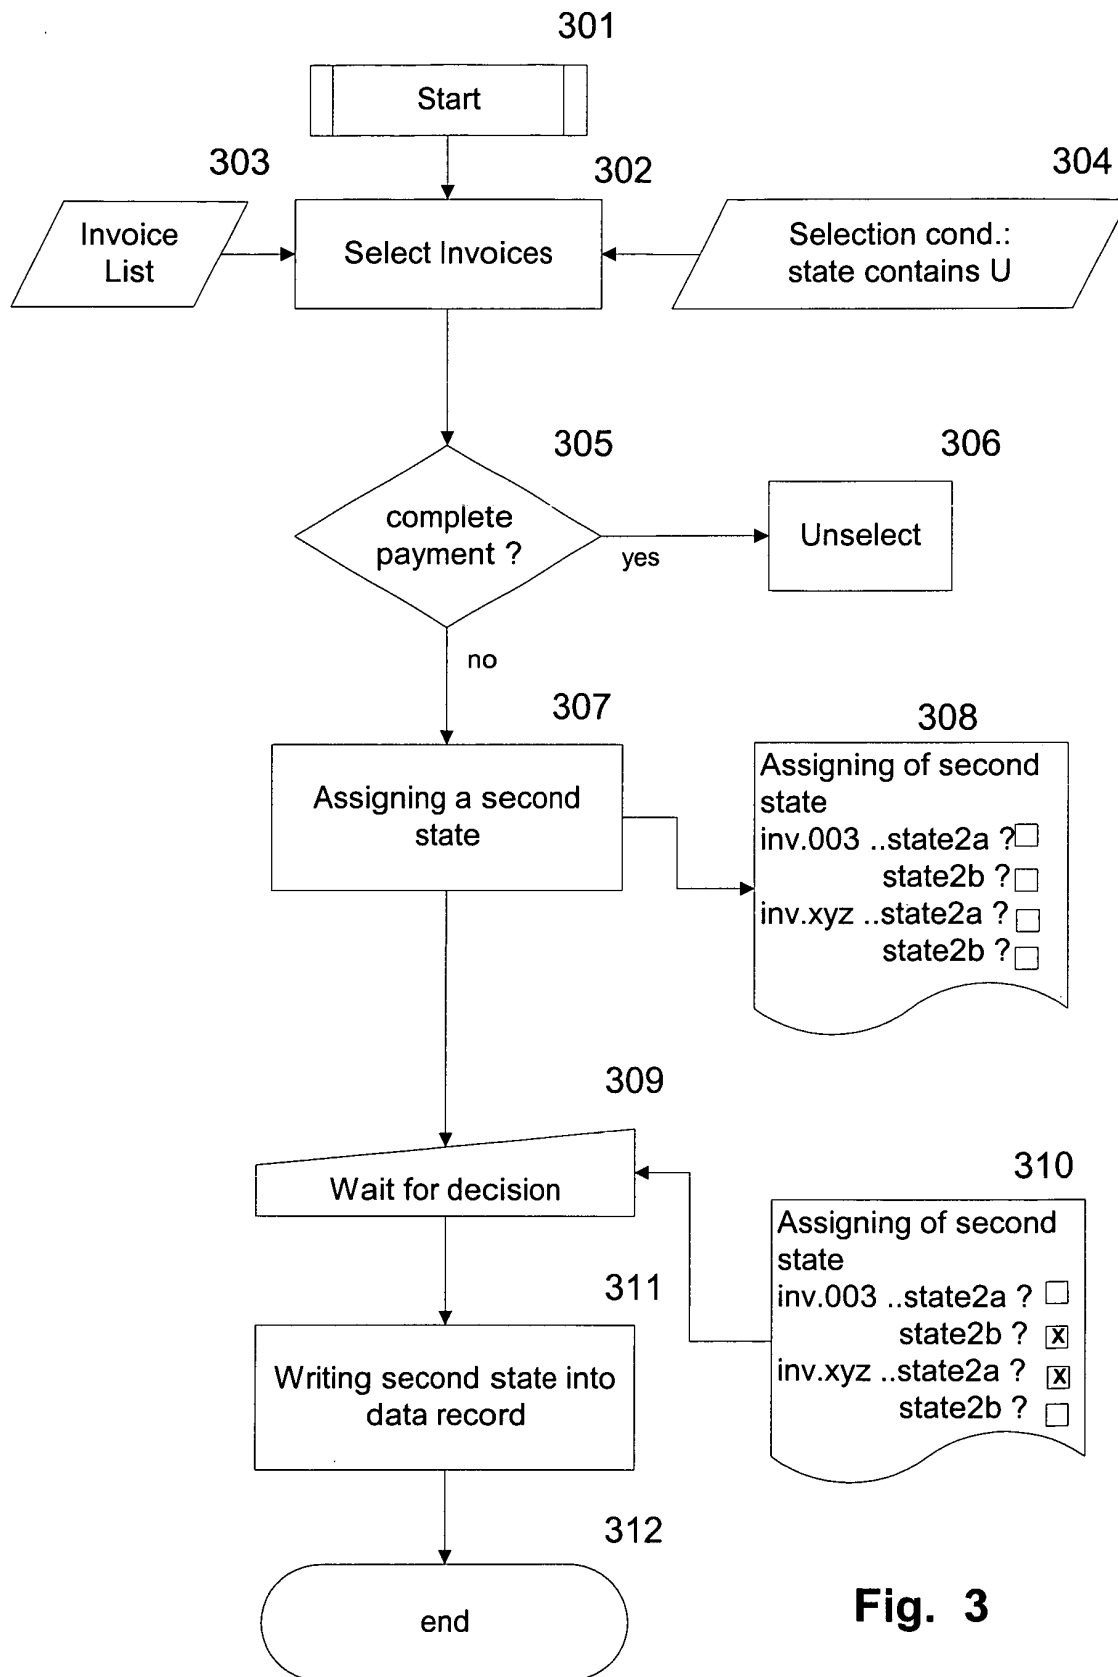 301
Start
303
302
304
Invoice
List
Select Invoices
Selection cond.:
state contains U
305
306
complete
payment ?
yes
Unselect
no
307
308
Assigning a second
state
Assigning of second
state
inv.003 ..state2a ?
state2b ?
inv.xyz ..state2a ?
state2b ?
309
Wait for decision
310
Assigning of second
state
inv.003 ..state2a ?
state2b ? x
inv.xyz ..state2a ? x
state2b ?
311
Writing second state into
data record
312
end
Fig. 3